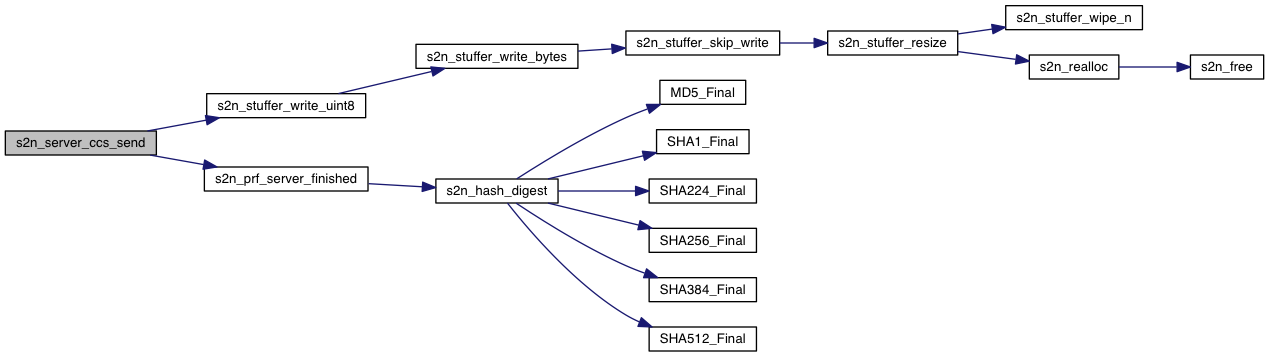 s2n_server_ccs_send
s2n_stuffer_write_uint8
s2n_stuffer_write_bytes
s2n_stuffer_skip_write
s2n_stuffer_resize
s2n_stuffer_wipe_n
s2n_realloc
s2n_free
s2n_prf_server_finished
s2n_hash_digest
MD5_Final
SHA1_Final
SHA224_Final
SHA256_Final
SHA384_Final
SHA512_Final